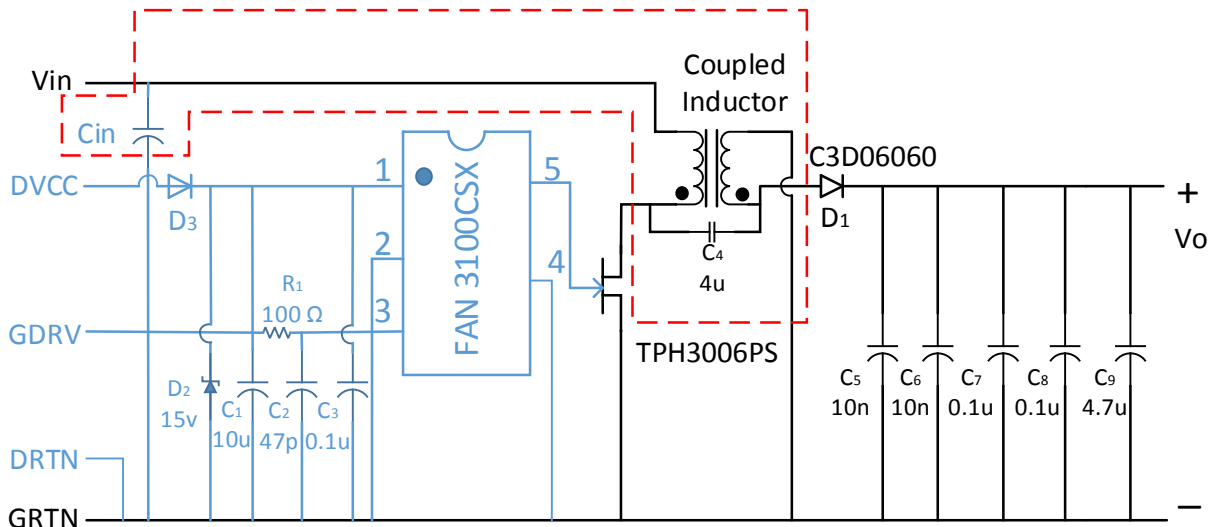 Vin
Cin
DVCC
D3
GDRV
R1
100 Ω
D2
15v
C1
10u
C2
47p
C3
0.1u
DRTN
GRTN
1
2
3
FAN 3100CSX
5
4
TPH3006PS
Coupled
Inductor
C4
4u
C3D06060
D1
C5
10n
C6
10n
C7
0.1u
C8
0.1u
C9
4.7u
+
Vo
−